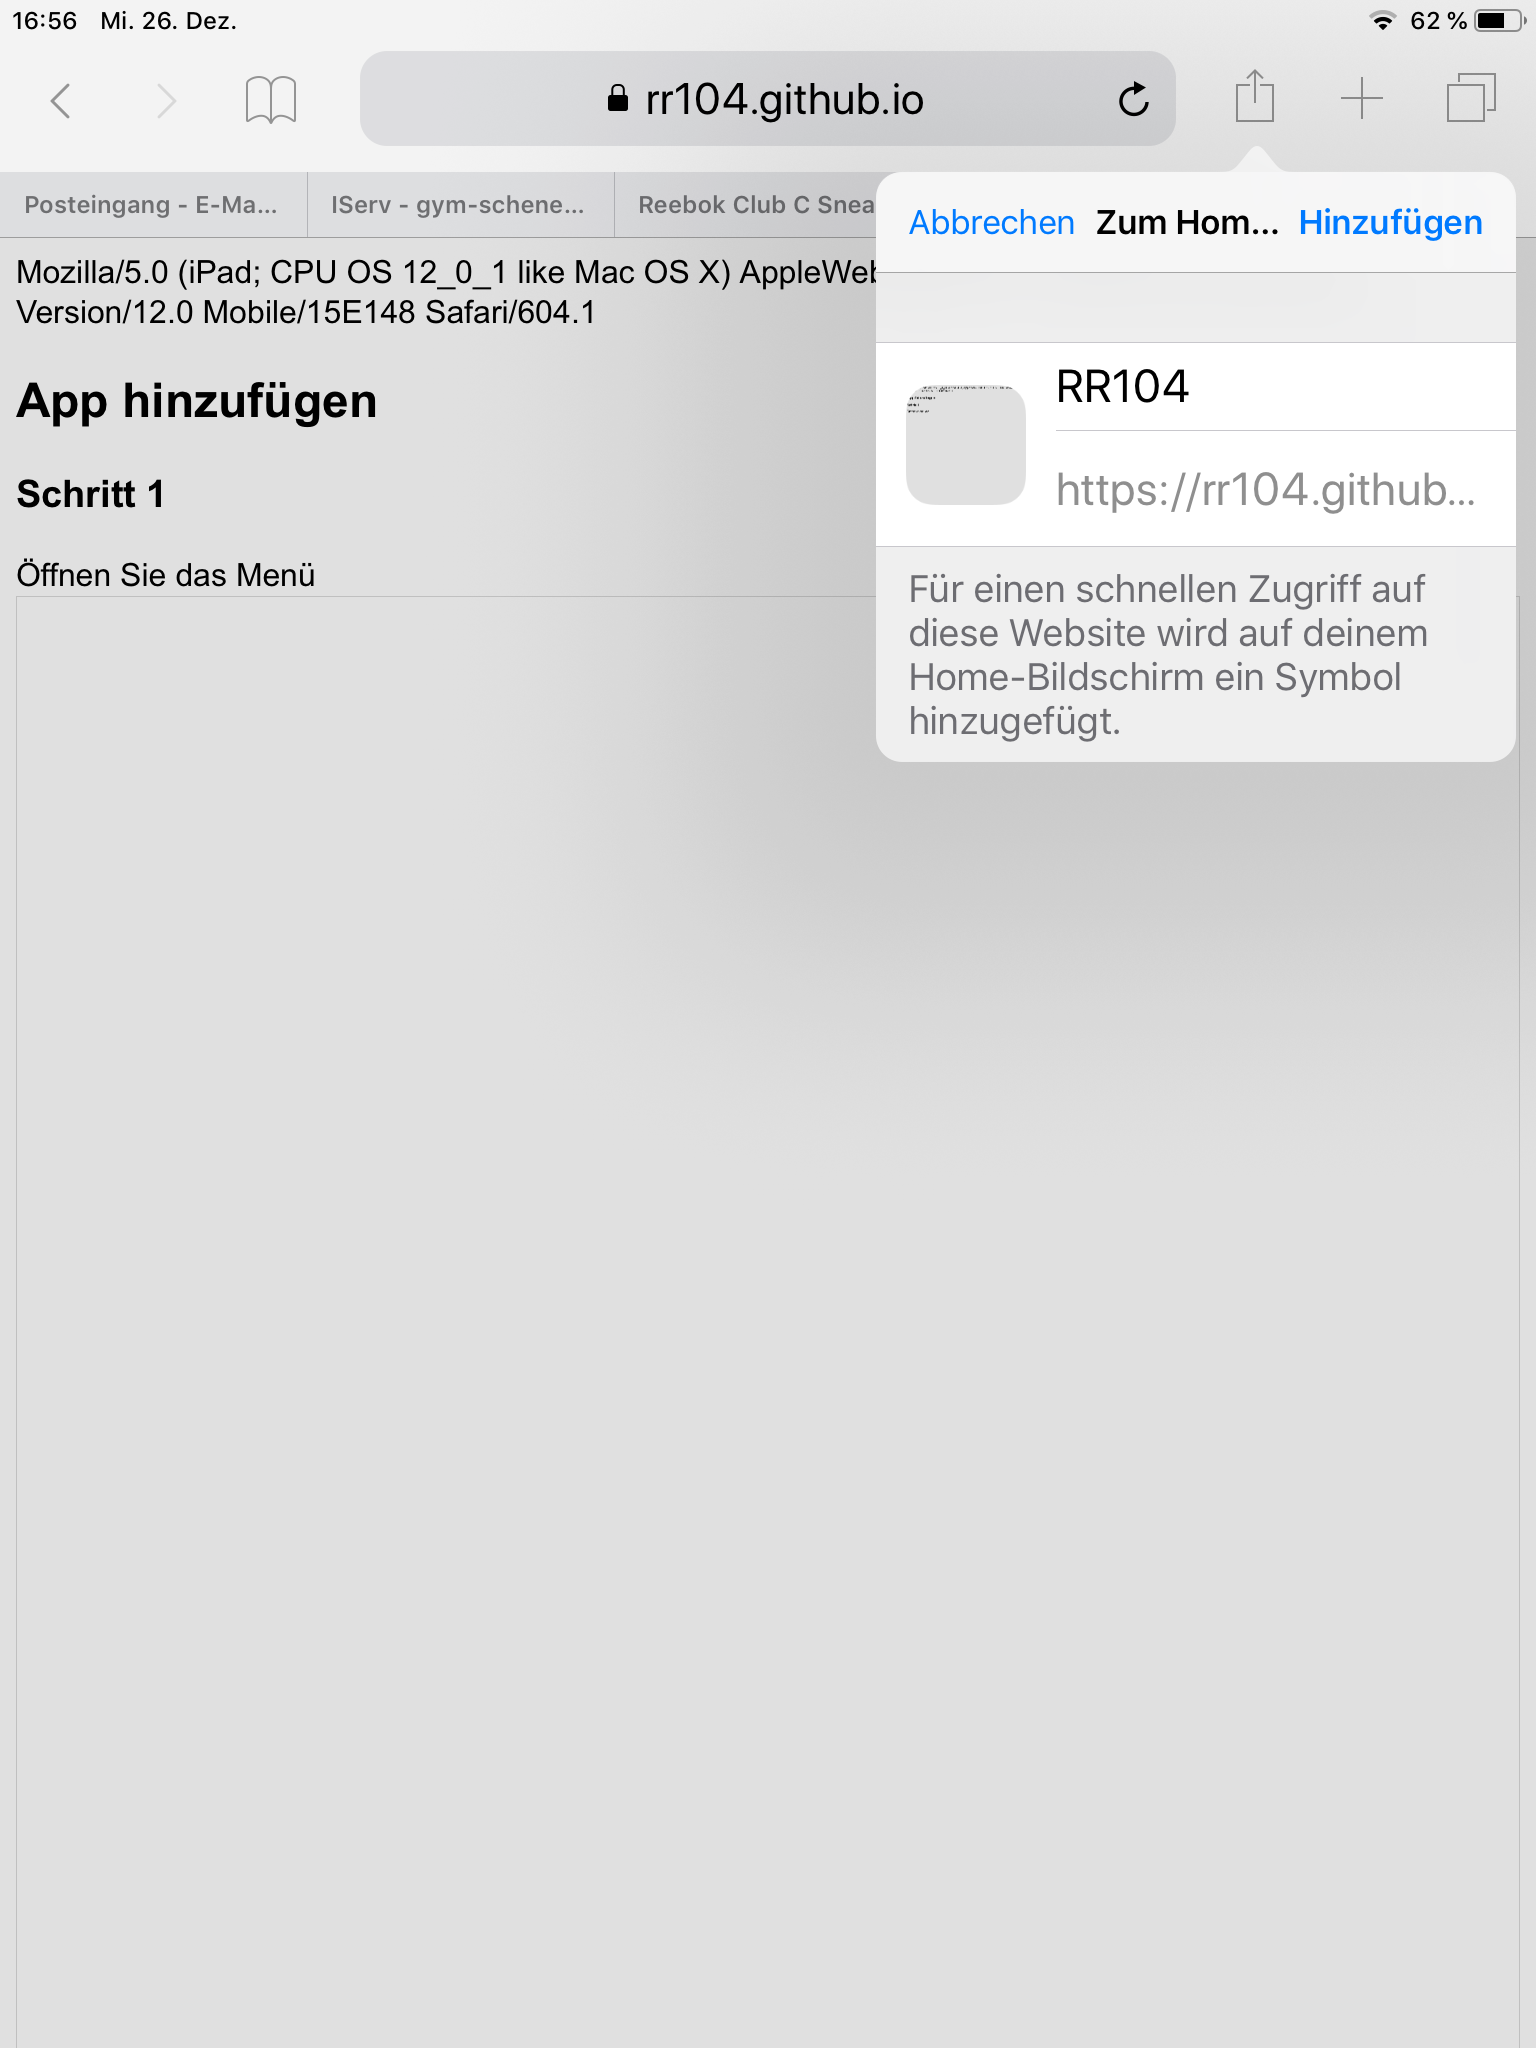 16:56 Mi. 26. Dez. 62 %
rr104.github.io
Posteingang - E-Ma... IServ - gym-schene... Reebok Club C Snea
Abbrechen Zum Hom... Hinzufügen
Mozilla/5.0 (iPad; CPU OS 12_0_1 like Mac OS X) AppleWeb
Version/12.0 Mobile/15E148 Safari/604.1
App hinzufügen
Schritt 1
Öffnen Sie das Menü
RR104
https://rr104.github...
Für einen schnellen Zugriff auf
diese Website wird auf deinem
Home-Bildschirm ein Symbol
hinzugefügt.